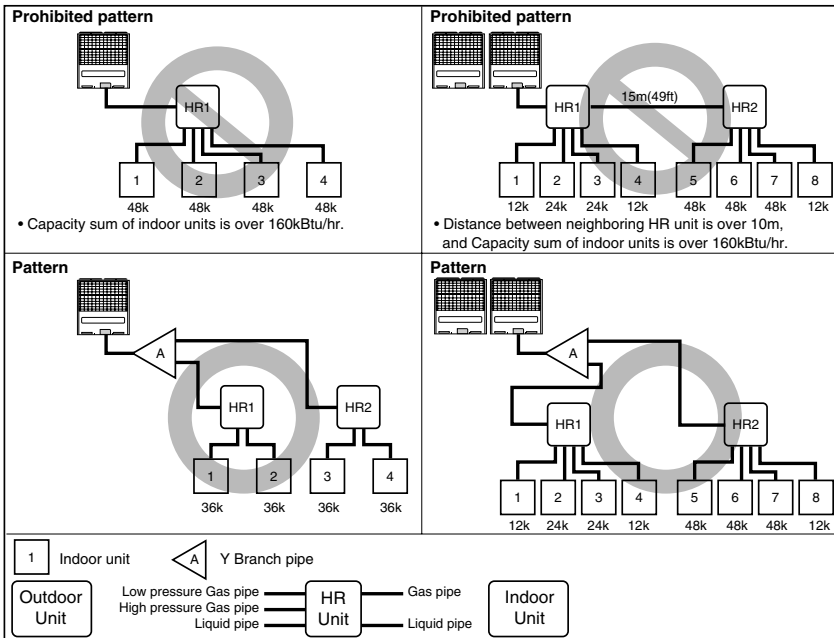 Prohibited pattern
HR1
1 2 3 4
48k 48k 48k 48k
• Capacity sum of indoor units is over 160kBtu/hr.
Prohibited pattern
15m(49ft)
HR1 HR2
1 2 3 4 5 6 7 8
12k 24k 24k 12k 48k 48k 48k 12k
• Distance between neighboring HR unit is over 10m,
and Capacity sum of indoor units is over 160kBtu/hr.
Pattern
A
HR1 HR2
1 2 3 4
36k 36k 36k 36k
Pattern
A
HR1 HR2
1 2 3 4 5 6 7 8
12k 24k 24k 12k 48k 48k 48k 12k
1 Indoor unit A Y Branch pipe
Outdoor
Unit
Low pressure Gas pipe
High pressure Gas pipe
Liquid pipe
HR
Unit
Gas pipe
Liquid pipe
Indoor
Unit